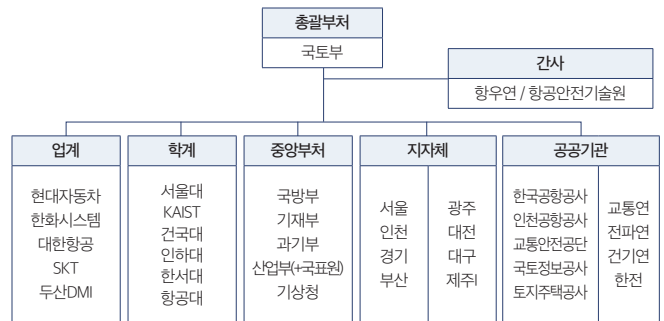 총괄부처
국토부
간사
항우연 / 항공안전기술원
업계
현대자동차
한화시스템
대한항공
SKT
두산DMI
학계
서울대
KAIST
건국대
인하대
한서대
항공대
중앙부처
국방부
기재부
과기부
산업부(+국표원)
기상청
지자체
서울
인천
경기
부산
광주
대전
대구
제주I
공공기관
한국공항공사
인천공항공사
교통안전공단
국토정보공사
토지주택공사
교통연
전파연
건기연
한전